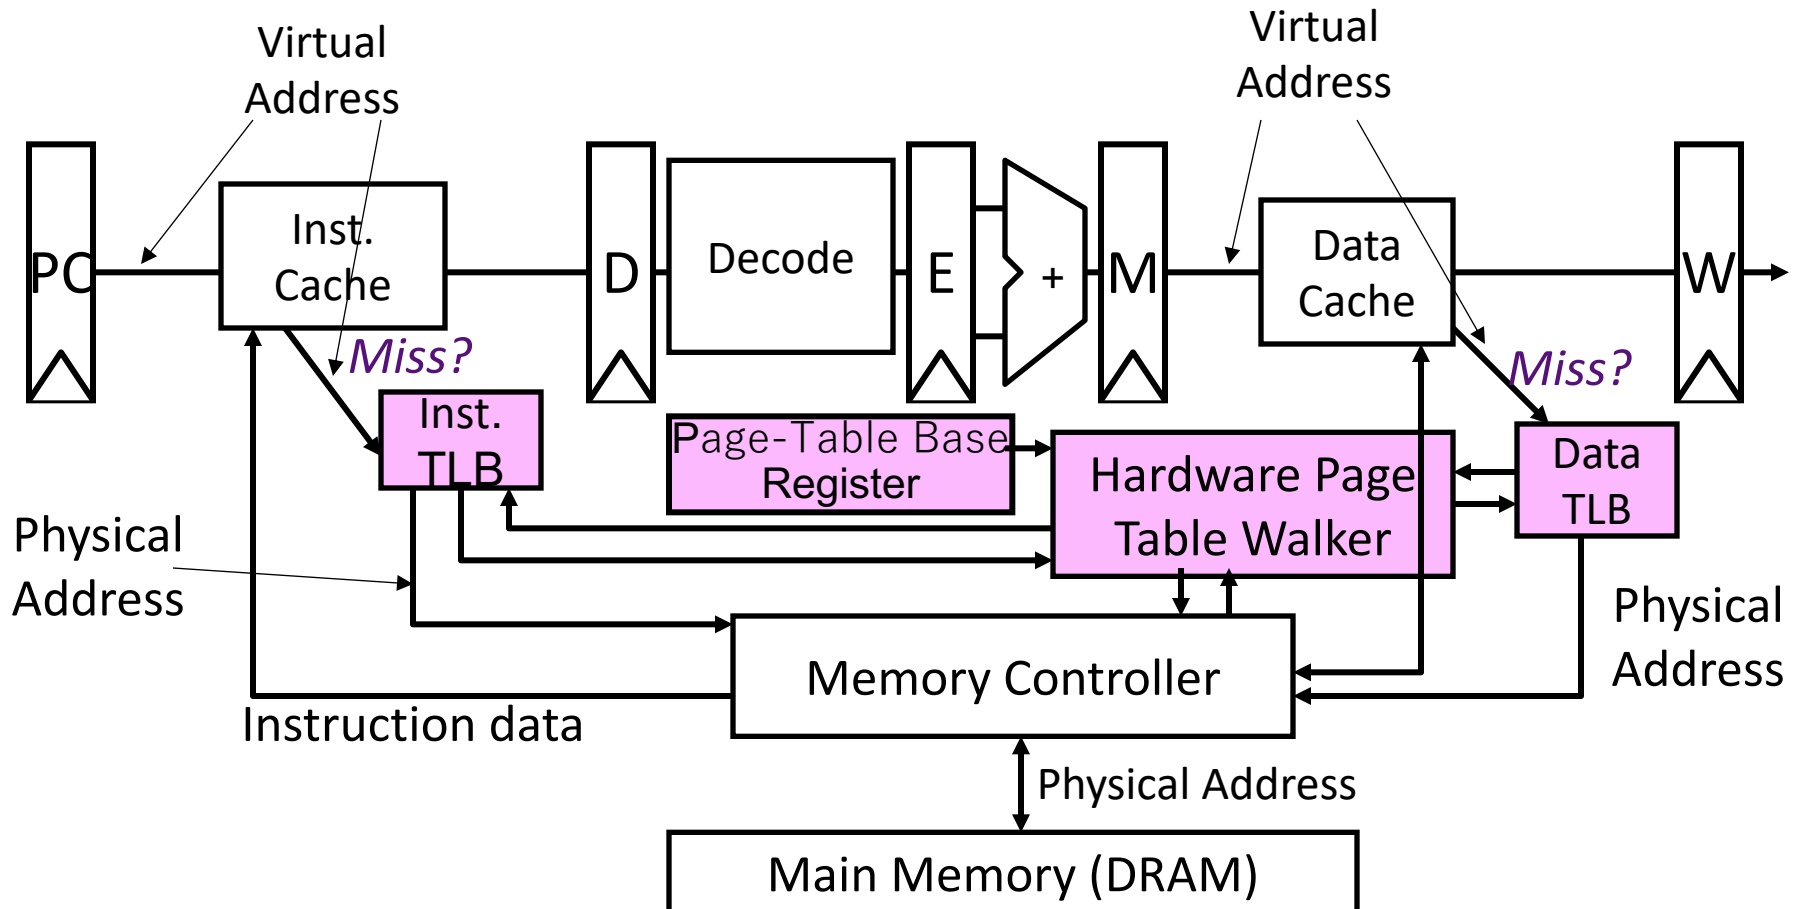 Virtual
Address
Virtual
Address
PC
Inst.
Cache
D
Decode
E
+
M
Data
Cache
W
Miss?
Miss?
Inst.
TLB
Page-Table Base
Register
Hardware Page
Table Walker
Data
TLB
Physical
Address
Physical
Address
Memory Controller
Instruction data
Physical Address
Main Memory (DRAM)